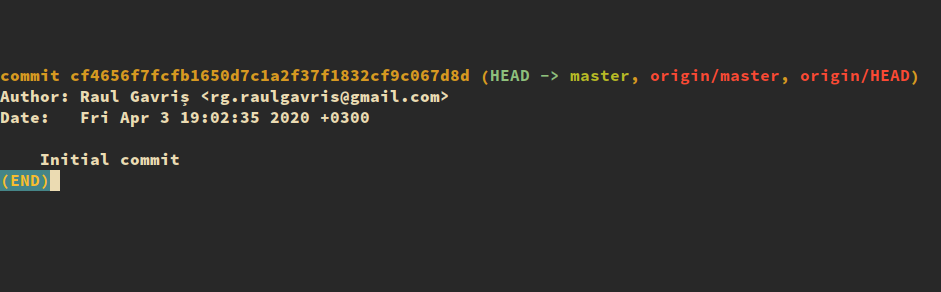 commit cf4656f7fcfb1650d7c1a2f37f1832cf9c067d8d (HEAD -> master, origin/master, origin/HEAD)
Author: Raul Gavriș <rg.raulgavris@gmail.com>
Date:   Fri Apr 3 19:02:35 2020 +0300
    Initial commit
(END)